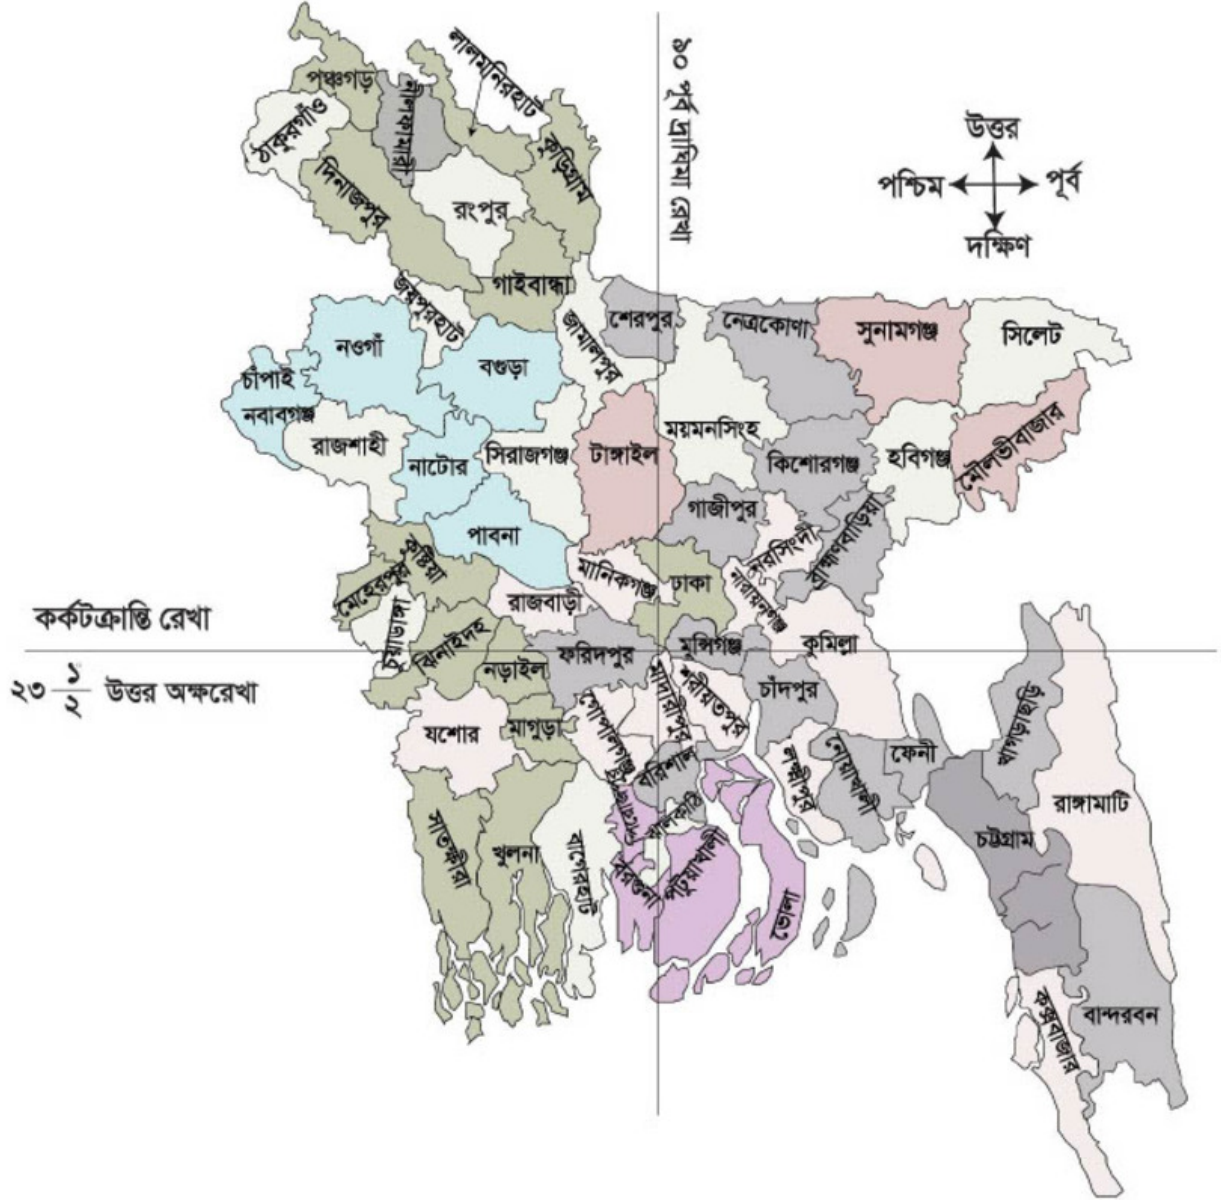 লালমনিরহাট
পঞ্চগড়
নীলফামারী
ঠাকুরগাঁও
কুড়িগ্রাম
দিনাজপুর
রংপুর
৯০ পূর্ব দ্রাঘিমা রেখা
উত্তর
পশ্চিম
পূর্ব
দক্ষিণ
গাইবান্ধা
জয়পুরহাট
জামালপুর
শেরপুর
নেত্রকোণা
সুনামগঞ্জ
সিলেট
নওগাঁ
বগুড়া
চাঁপাই
নবাবগঞ্জ
রাজশাহী
নাটোর
সিরাজগঞ্জ
টাঙ্গাইল
ময়মনসিংহ
কিশোরগঞ্জ
হবিগঞ্জ
মৌলভীবাজার
গাজীপুর
পাবনা
নরসিংদী
ব্রাহ্মণবাড়িয়া
কুষ্টিয়া
মেহেরপুর
মানিকগঞ্জ
ঢাকা
নারায়নগঞ্জ
রাজবাড়ী
কর্কটক্রান্তি রেখা
চুয়াডাঙ্গা
ঝিনাইদহ
ফরিদপুর
মুন্সিগঞ্জ
কুমিল্লা
২৩ ১/২ উত্তর অক্ষরেখা
নড়াইল
মাদারীপুর
শরীয়তপুর
চাঁদপুর
যশোর
মাগুড়া
গোপালগঞ্জ
লক্ষ্মীপুর
নোয়াখালী
ফেনী
খাগড়াছড়ি
বরিশাল
পিরোজপুর
ঝালকাঠি
রাঙ্গামাটি
চট্টগ্রাম
সাতক্ষীরা
খুলনা
বাগেরহাট
বরগুনা
পটুয়াখালী
ভোলা
কক্সবাজার
বান্দরবন